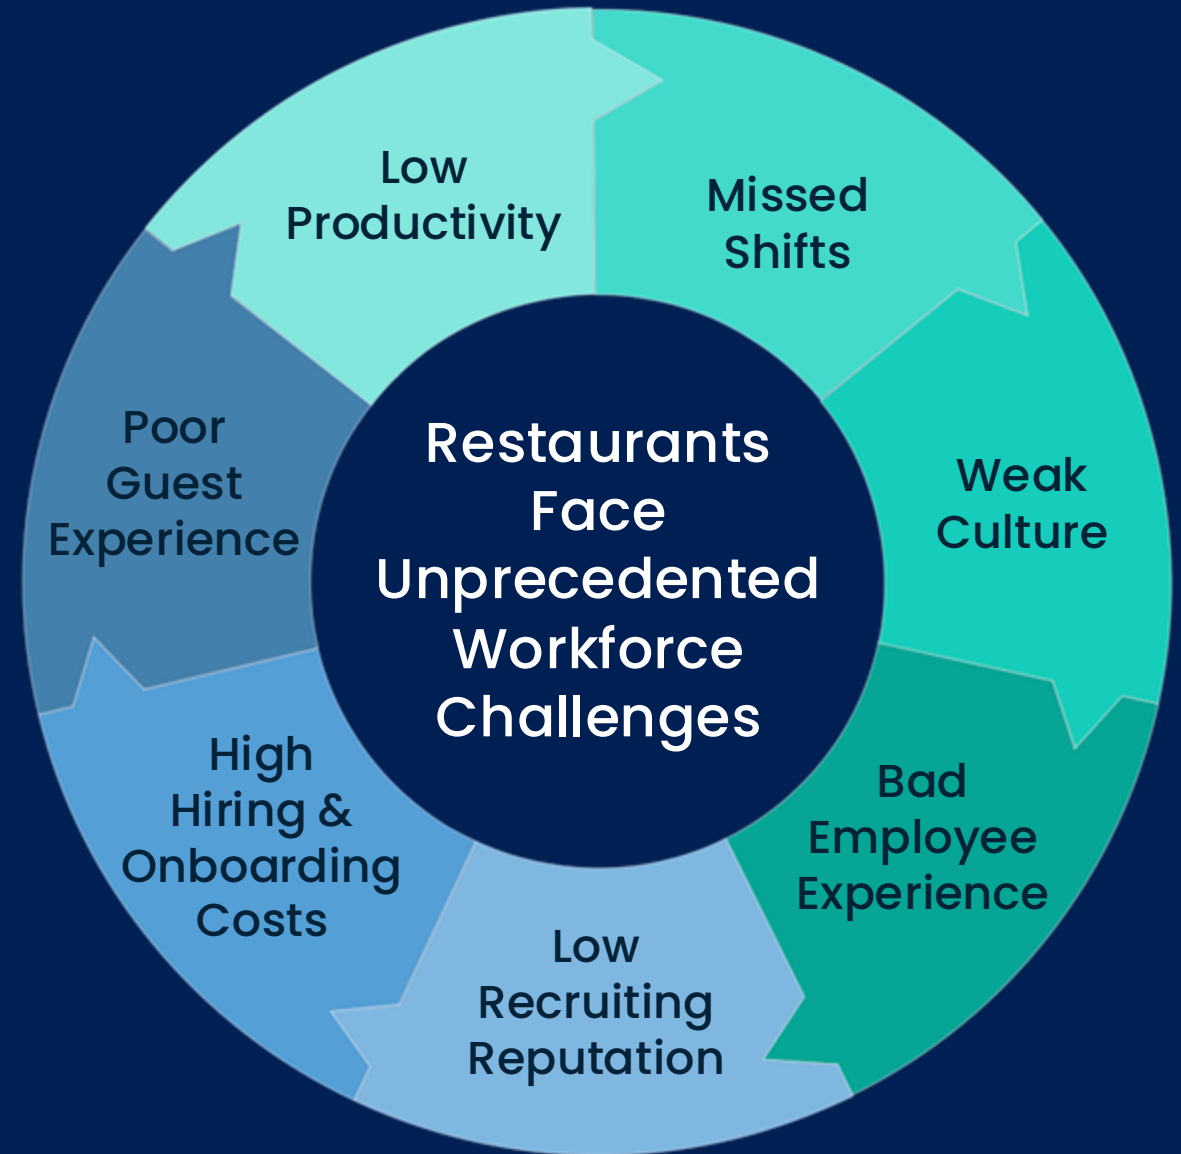 Low
Productivity
Missed
Shifts
Weak
Culture
Bad
Employee
Experience
Low
Recruiting
Reputation
High
Hiring &
Onboarding
Costs
Poor
Guest
Experience
Restaurants
Face
Unprecedented
Workforce
Challenges